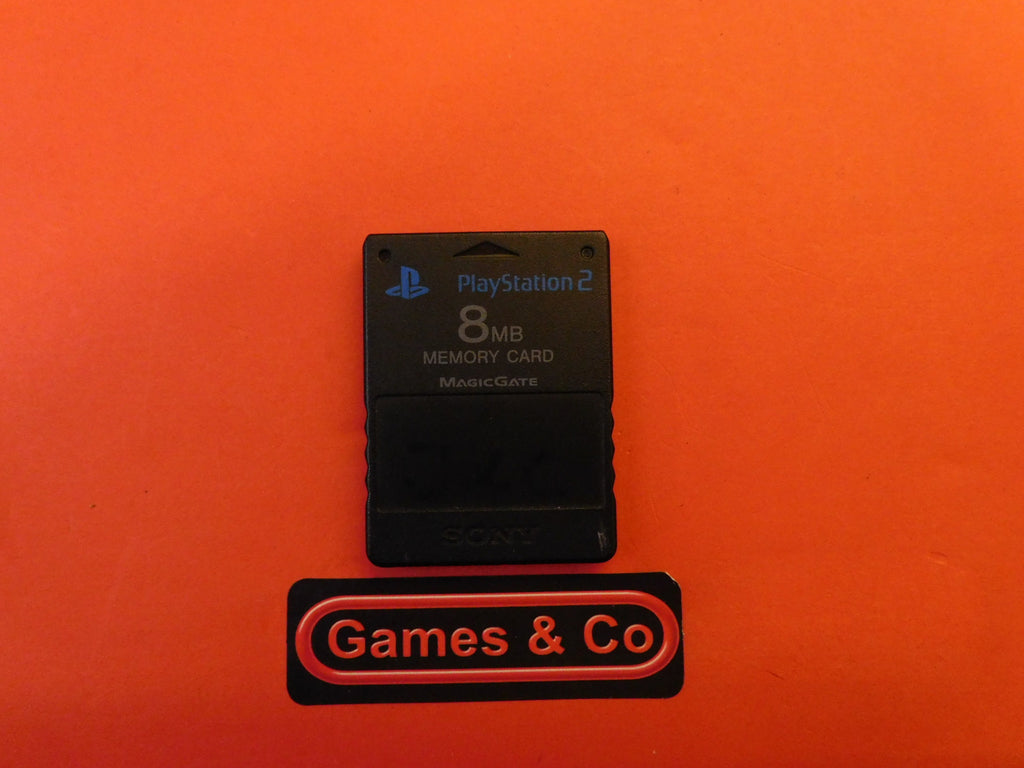 PlayStation 2
8MB
MEMORY CARD
MAGICGATE
SONY
Games & Co